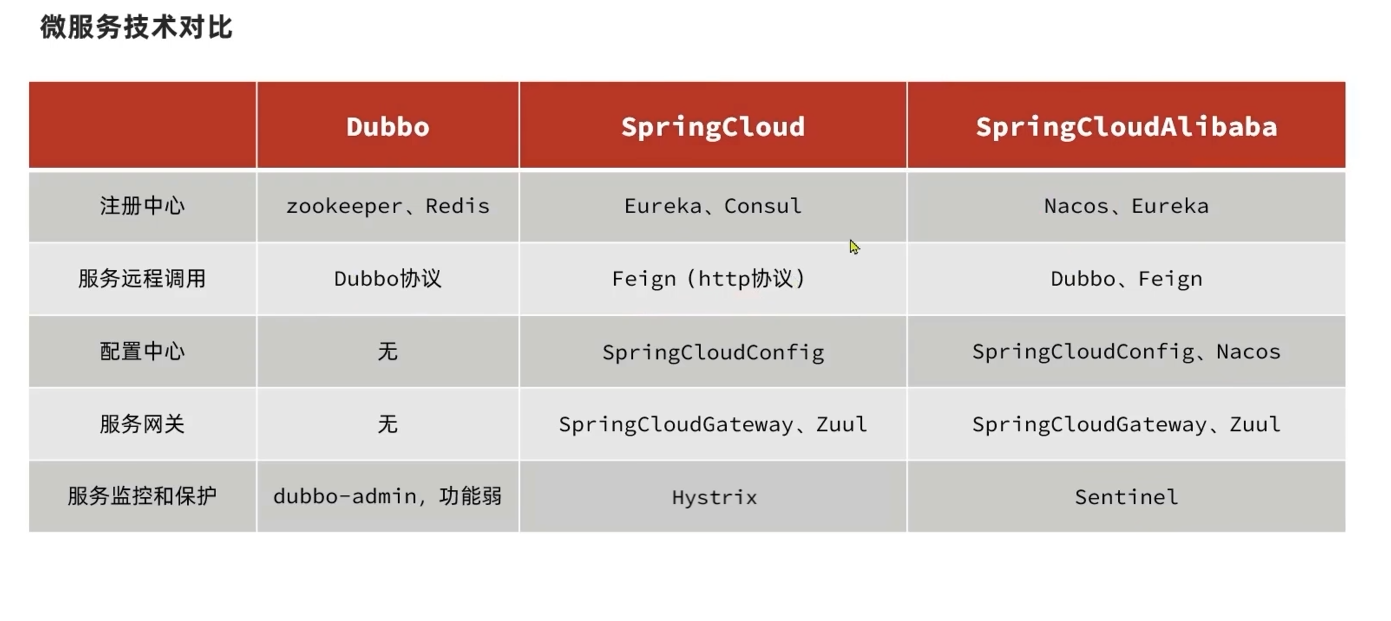 微服务技术对比
Dubbo SpringCloud SpringCloudAlibaba
注册中心 zookeeper、Redis Eureka、Consul Nacos、Eureka
服务远程调用 Dubbo协议 Feign（http协议） Dubbo、Feign
配置中心 无 SpringCloudConfig SpringCloudConfig、Nacos
服务网关 无 SpringCloudGateway、Zuul SpringCloudGateway、Zuul
服务监控和保护 dubbo-admin，功能弱 Hystrix Sentinel